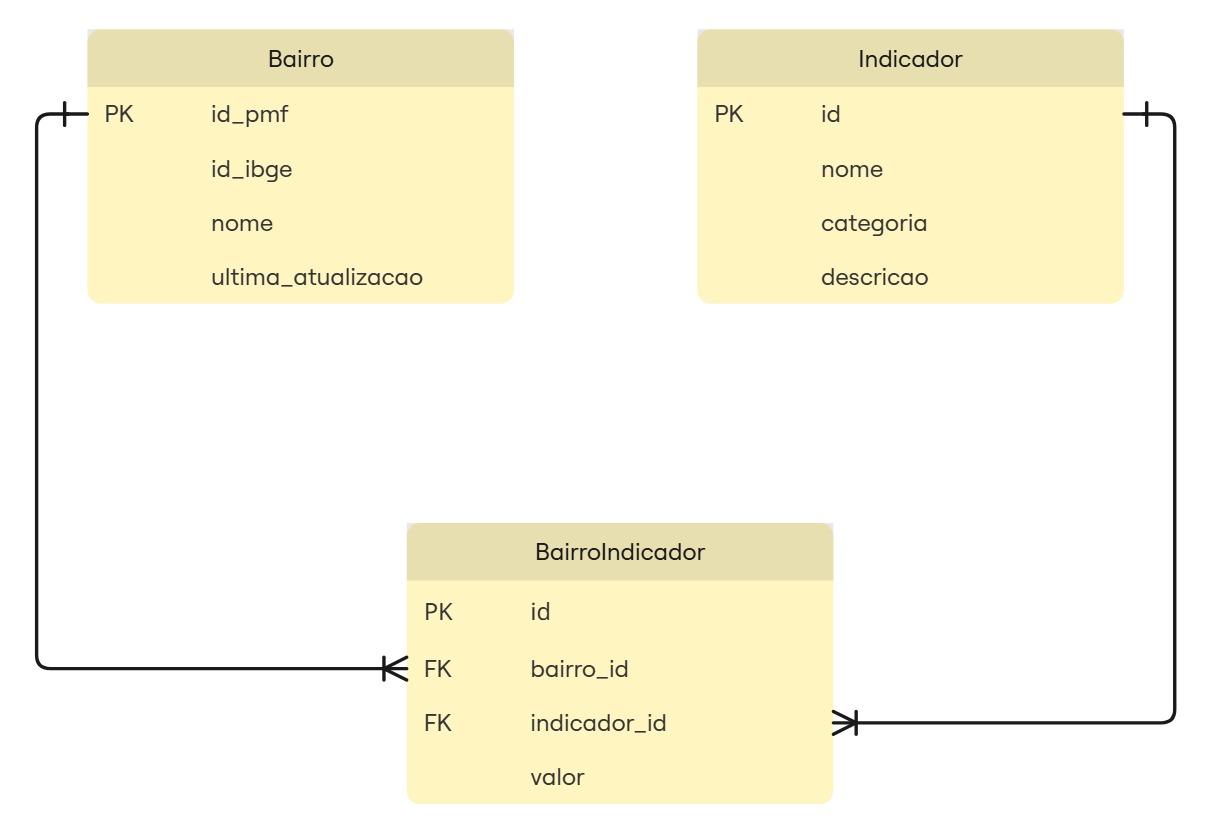 Bairro
PK id_pmf
id_ibge
nome
ultima_atualizacao
Indicador
PK id
nome
categoria
descricao
BairroIndicador
PK id
FK bairro_id
FK indicador_id
valor